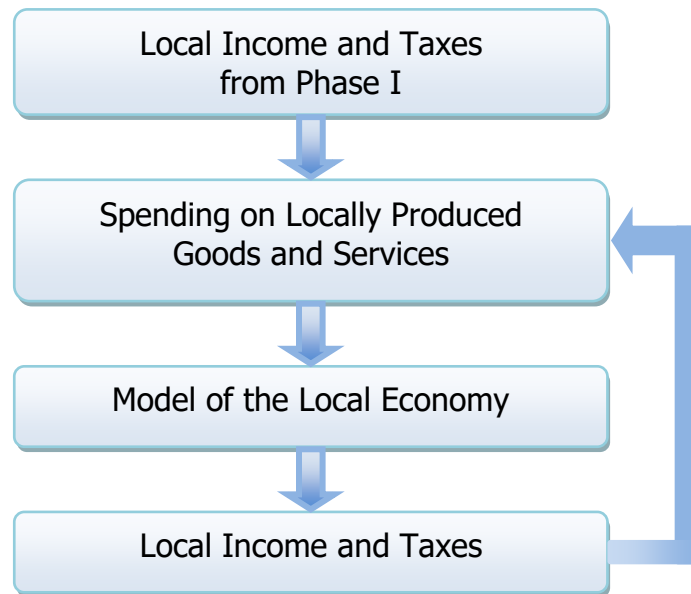 Local Income and Taxes
from Phase I
Spending on Locally Produced
Goods and Services
Model of the Local Economy
Local Income and Taxes